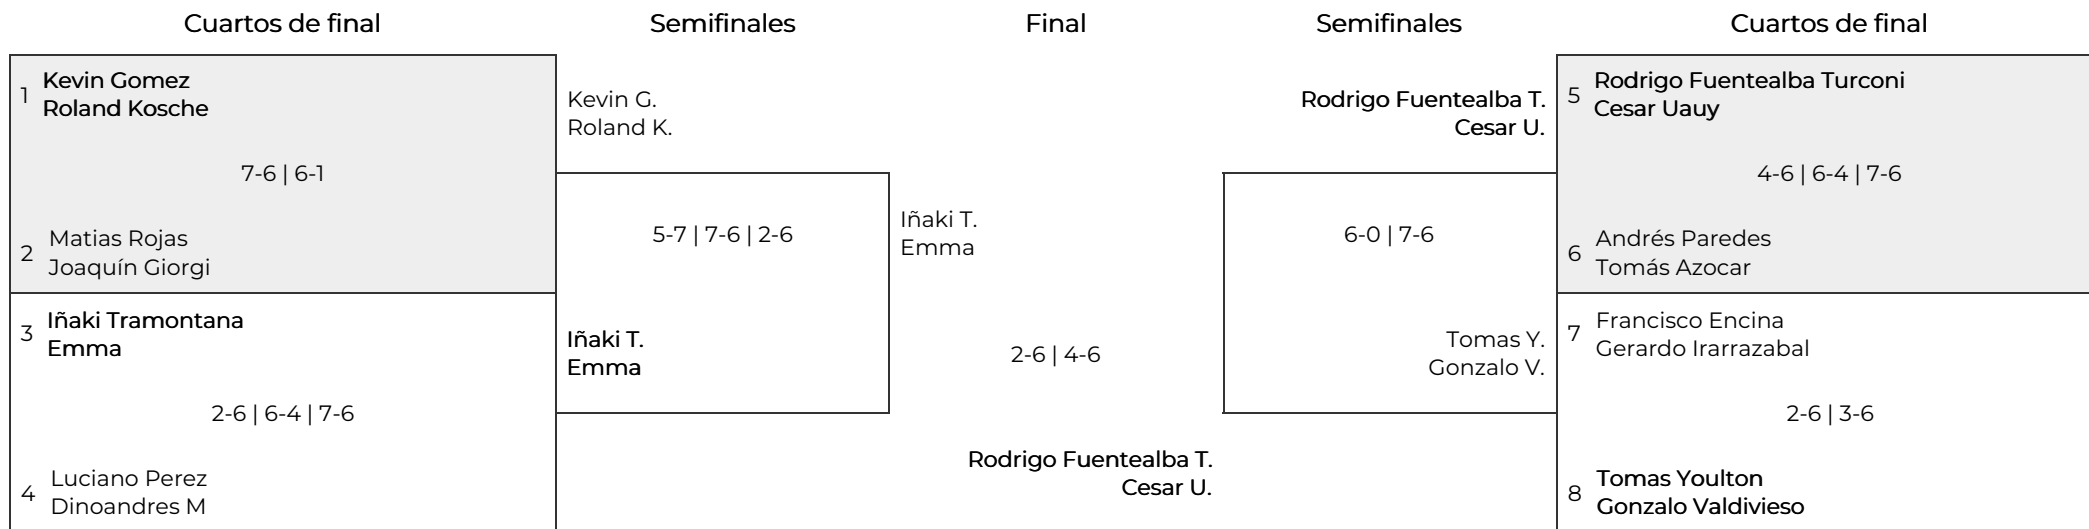 Cuartos de final
Semifinales
Final
Semifinales
Cuartos de final
1
Kevin Gomez
Roland Kosche
7-6 | 6-1
2
Matias Rojas
Joaquín Giorgi
3
Iñaki Tramontana
Emma
2-6 | 6-4 | 7-6
4
Luciano Perez
Dinoandres M
Kevin G.
Roland K.
5-7 | 7-6 | 2-6
Iñaki T.
Emma
Iñaki T.
Emma
2-6 | 4-6
Rodrigo Fuentealba T.
Cesar U.
Rodrigo Fuentealba T.
Cesar U.
6-0 | 7-6
Tomas Y.
Gonzalo V.
5
Rodrigo Fuentealba Turconi
Cesar Uauy
4-6 | 6-4 | 7-6
6
Andrés Paredes
Tomás Azocar
7
Francisco Encina
Gerardo Irarrazabal
2-6 | 3-6
8
Tomas Youlton
Gonzalo Valdivieso